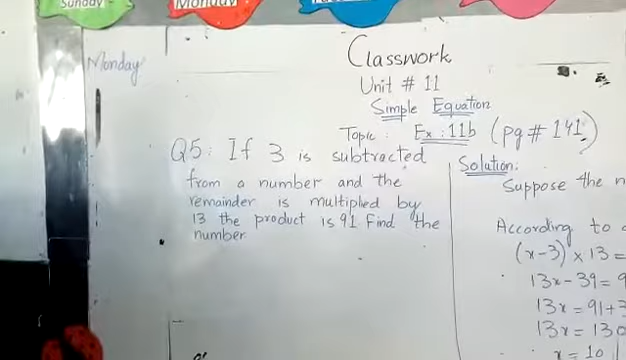 Sunday
Monday
Monday
Classwork
Unit # 11
Simple Equation
Topic : Ex : 11b (pg # 141)
Q5: If 3 is subtracted
from a number and the
remainder is multiplied by
13 the product is 91 Find the
number
Solution:
Suppose the n
According to
(x-3) × 13 =
13x - 39 = 9
13x = 91+3
13x = 130
x = 10